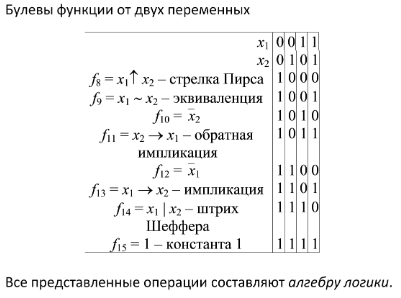 Булевы функции от двух переменных
x₁ 0 0 1 1
x₂ 0 1 0 1
f₈ = x₁↑ x₂ – стрелка Пирса 1 0 0 0
f₉ = x₁ ~ x₂ – эквиваленция 1 0 0 1
f₁₀ = x̄₂ 1 0 1 0
f₁₁ = x₂ → x₁ – обратная 1 0 1 1
импликация
f₁₂ = x̄₁ 1 1 0 0
f₁₃ = x₁ → x₂ – импликация 1 1 0 1
f₁₄ = x₁ | x₂ – штрих 1 1 1 0
Шеффера
f₁₅ = 1 – константа 1 1 1 1 1
Все представленные операции составляют алгебру логики.